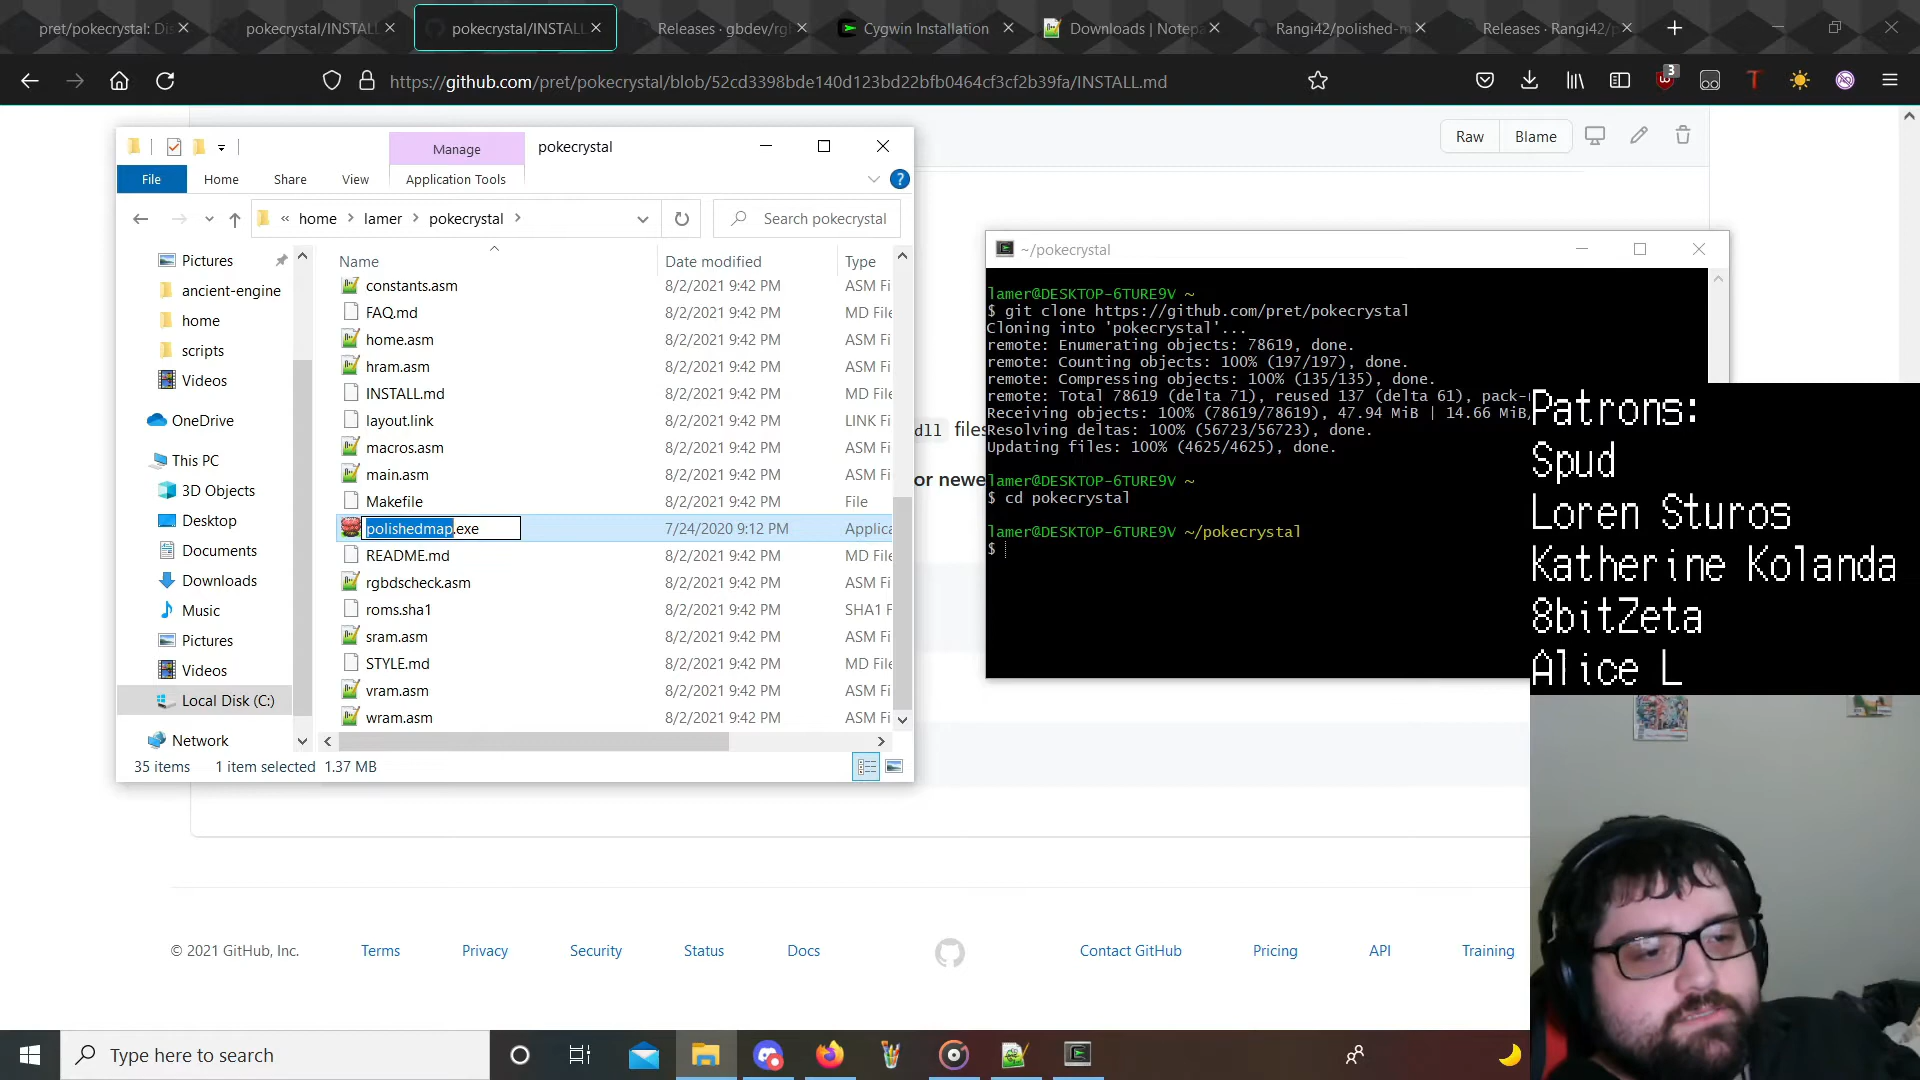 pret/pokecrystal: Dis
pokecrystal/INSTALL
pokecrystal/INSTALL
Releases · gbdev/rg
Cygwin Installation
Downloads | Notepa
Rangi42/polished-m
Releases · Rangi42/p
https://github.com/pret/pokecrystal/blob/52cd3398bde140d123bd22bfb0464cf3cf2b39fa/INSTALL.md
3
Raw
Blame
Manage
pokecrystal
File
Home
Share
View
Application Tools
home
lamer
pokecrystal
Search pokecrystal
Pictures
ancient-engine
home
scripts
Videos
OneDrive
This PC
3D Objects
Desktop
Documents
Downloads
Music
Pictures
Videos
Local Disk (C:)
Network
Name
Date modified
Type
constants.asm 8/2/2021 9:42 PM ASM Fi
FAQ.md 8/2/2021 9:42 PM MD File
home.asm 8/2/2021 9:42 PM ASM Fi
hram.asm 8/2/2021 9:42 PM ASM Fi
INSTALL.md 8/2/2021 9:42 PM MD File
layout.link 8/2/2021 9:42 PM LINK Fi
macros.asm 8/2/2021 9:42 PM ASM Fi
main.asm 8/2/2021 9:42 PM ASM Fi
Makefile 8/2/2021 9:42 PM File
polishedmap.exe 7/24/2020 9:12 PM Applica
README.md 8/2/2021 9:42 PM MD File
rgbdscheck.asm 8/2/2021 9:42 PM ASM Fi
roms.sha1 8/2/2021 9:42 PM SHA1 F
sram.asm 8/2/2021 9:42 PM ASM Fi
STYLE.md 8/2/2021 9:42 PM MD File
vram.asm 8/2/2021 9:42 PM ASM Fi
wram.asm 8/2/2021 9:42 PM ASM Fi
35 items 1 item selected 1.37 MB
dll files
or newe
~/pokecrystal
lamer@DESKTOP-6TURE9V ~
$ git clone https://github.com/pret/pokecrystal
Cloning into 'pokecrystal'...
remote: Enumerating objects: 78619, done.
remote: Counting objects: 100% (197/197), done.
remote: Compressing objects: 100% (135/135), done.
remote: Total 78619 (delta 71), reused 137 (delta 61), pack-r
Receiving objects: 100% (78619/78619), 47.94 MiB | 14.66 MiB/
Resolving deltas: 100% (56723/56723), done.
Updating files: 100% (4625/4625), done.
lamer@DESKTOP-6TURE9V ~
$ cd pokecrystal
lamer@DESKTOP-6TURE9V ~/pokecrystal
$
Patrons:
Spud
Loren Sturos
Katherine Kolanda
8bitZeta
Alice L
© 2021 GitHub, Inc.
Terms
Privacy
Security
Status
Docs
Contact GitHub
Pricing
API
Training
Type here to search